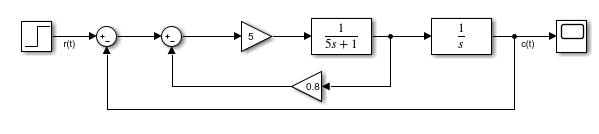 r(t)
+
-
+
-
5
1
5s + 1
1
s
c(t)
0.8